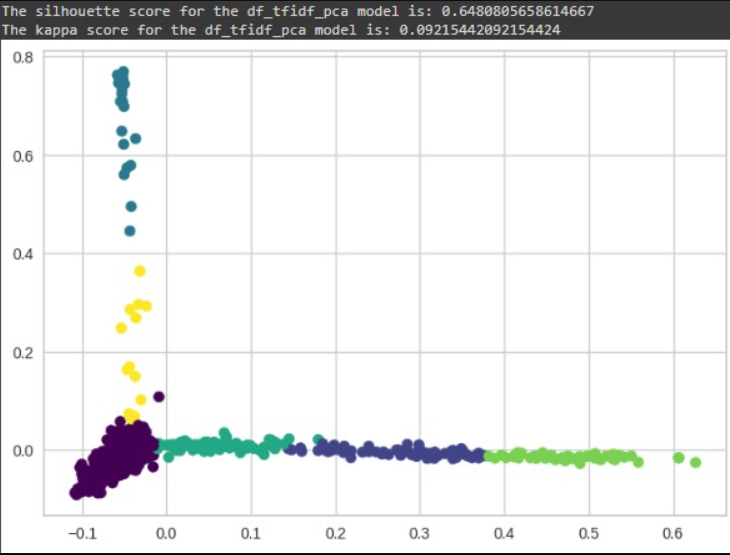 The silhouette score for the df_tfidf_pca model is: 0.6480805658614667
The kappa score for the df_tfidf_pca model is: 0.09215442092154424
0.8
0.6
0.4
0.2
0.0
−0.1 0.0 0.1 0.2 0.3 0.4 0.5 0.6